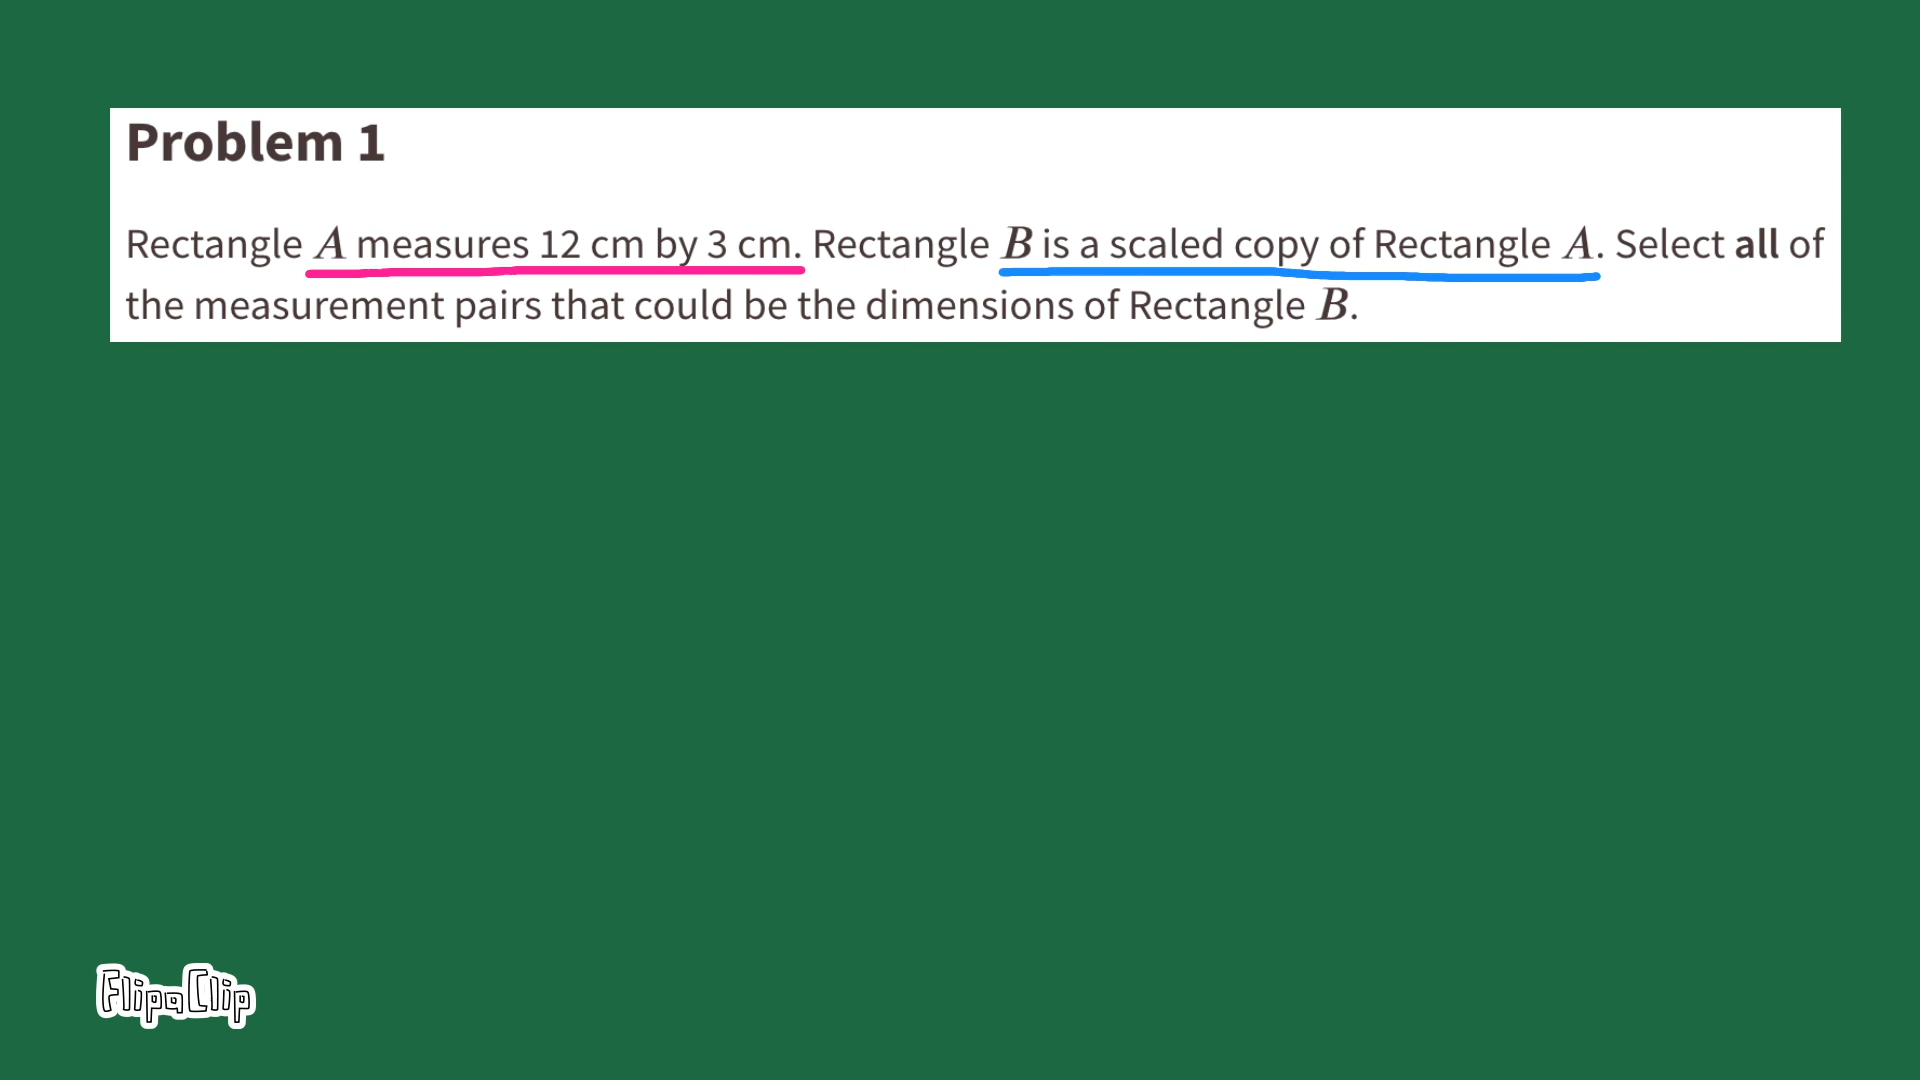 Problem 1
Rectangle A measures 12 cm by 3 cm. Rectangle B is a scaled copy of Rectangle A. Select all of
the measurement pairs that could be the dimensions of Rectangle B.
FlipaClip